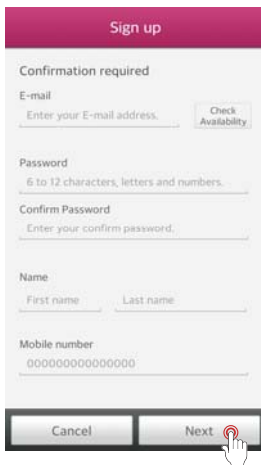 Sign up
Confirmation required
E-mail
Enter your E-mail address.
Check
Availability
Password
6 to 12 characters, letters and numbers.
Confirm Password
Enter your confirm password.
Name
First name Last name
Mobile number
000000000000000
Cancel Next